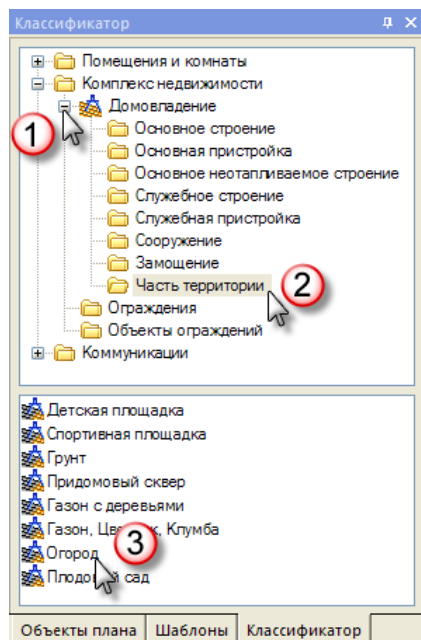 Классификатор
Помещения и комнаты
Комплекс недвижимости
Домовладение
1
Основное строение
Основная пристройка
Основное неотапливаемое строение
Служебное строение
Служебная пристройка
Сооружение
Замощение
Часть территории
2
Ограждения
Объекты ограждений
Коммуникации
Детская площадка
Спортивная площадка
Грунт
Придомовый сквер
Газон с деревьями
Газон, Клумба
Огород
3
сад
Объекты плана Шаблоны Классификатор